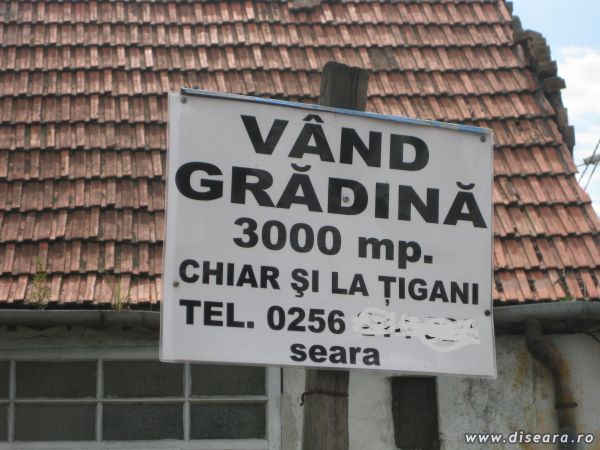 VÂND
GRĂDINĂ
3000 mp.
CHIAR ŞI LA ŢIGANI
TEL. 0256
seara
www.diseara.ro